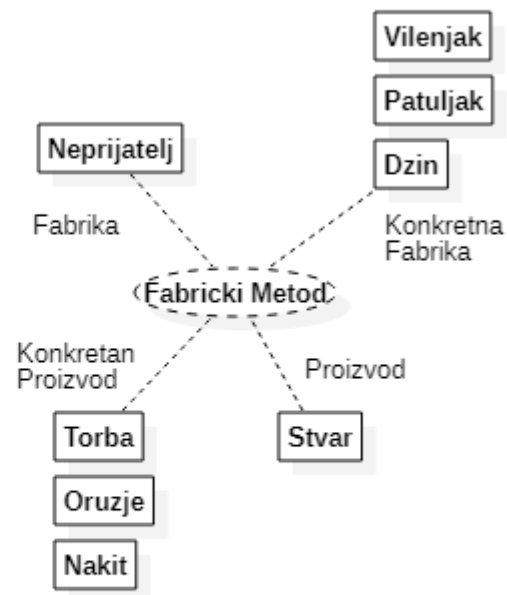 Vilenjak
Patuljak
Neprijatelj
Dzin
Fabrika
Konkretna
Fabrika
Fabricki Metod
Konkretan
Proizvod
Proizvod
Torba
Stvar
Oruzje
Nakit